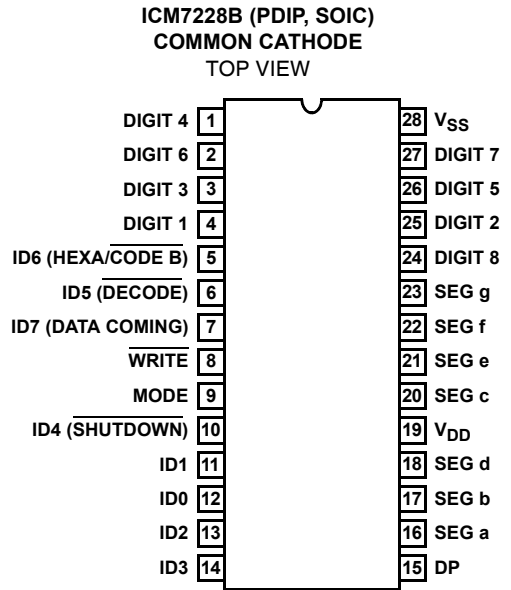 ICM7228B (PDIP, SOIC)
COMMON CATHODE
TOP VIEW
DIGIT 4 1 28 VSS
DIGIT 6 2 27 DIGIT 7
DIGIT 3 3 26 DIGIT 5
DIGIT 1 4 25 DIGIT 2
ID6 (HEXA/CODE B) 5 24 DIGIT 8
ID5 (DECODE) 6 23 SEG g
ID7 (DATA COMING) 7 22 SEG f
WRITE 8 21 SEG e
MODE 9 20 SEG c
ID4 (SHUTDOWN) 10 19 VDD
ID1 11 18 SEG d
ID0 12 17 SEG b
ID2 13 16 SEG a
ID3 14 15 DP